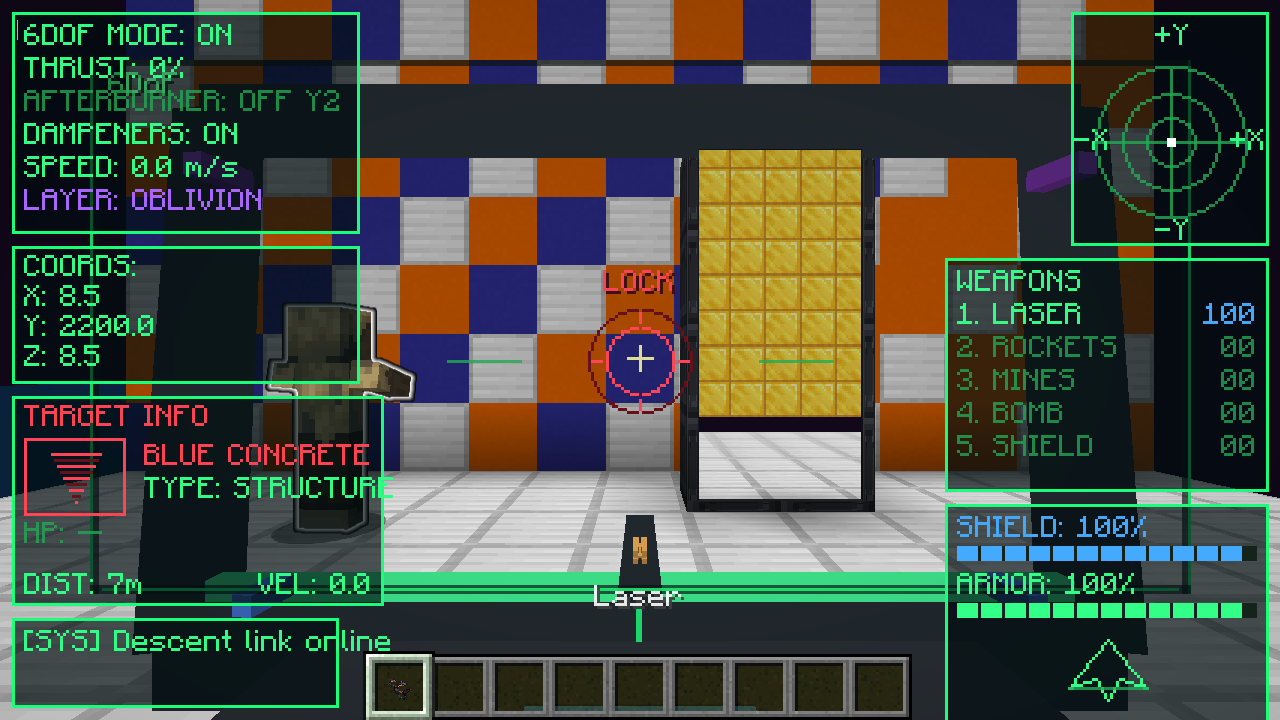 6DOF MODE: ON
THRUST: 0%
6DoF
AFTERBURNER: OFF Y2
DAMPENERS: ON
SPEED: 0.0 m/s
LAYER: OBLIVION
COORDS:
X: 8.5
Y: 2200.0
Z: 8.5
TARGET INFO
BLUE CONCRETE
TYPE: STRUCTURE
HP: —
DIST: 7m VEL: 0.0
[SYS] Descent link online
LOCK
Laser
+Y
-X +X
-Y
WEAPONS
1. LASER 100
2. ROCKETS 00
3. MINES 00
4. BOMB 00
5. SHIELD 00
SHIELD: 100%
ARMOR: 100%